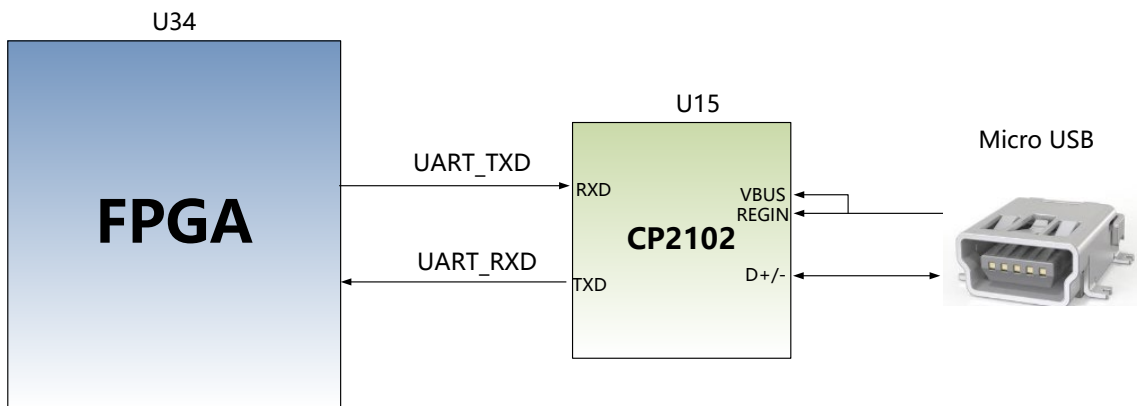 U34
FPGA
UART_TXD
UART_RXD
U15
RXD
TXD
CP2102
VBUS
REGIN
D+/-
Micro USB